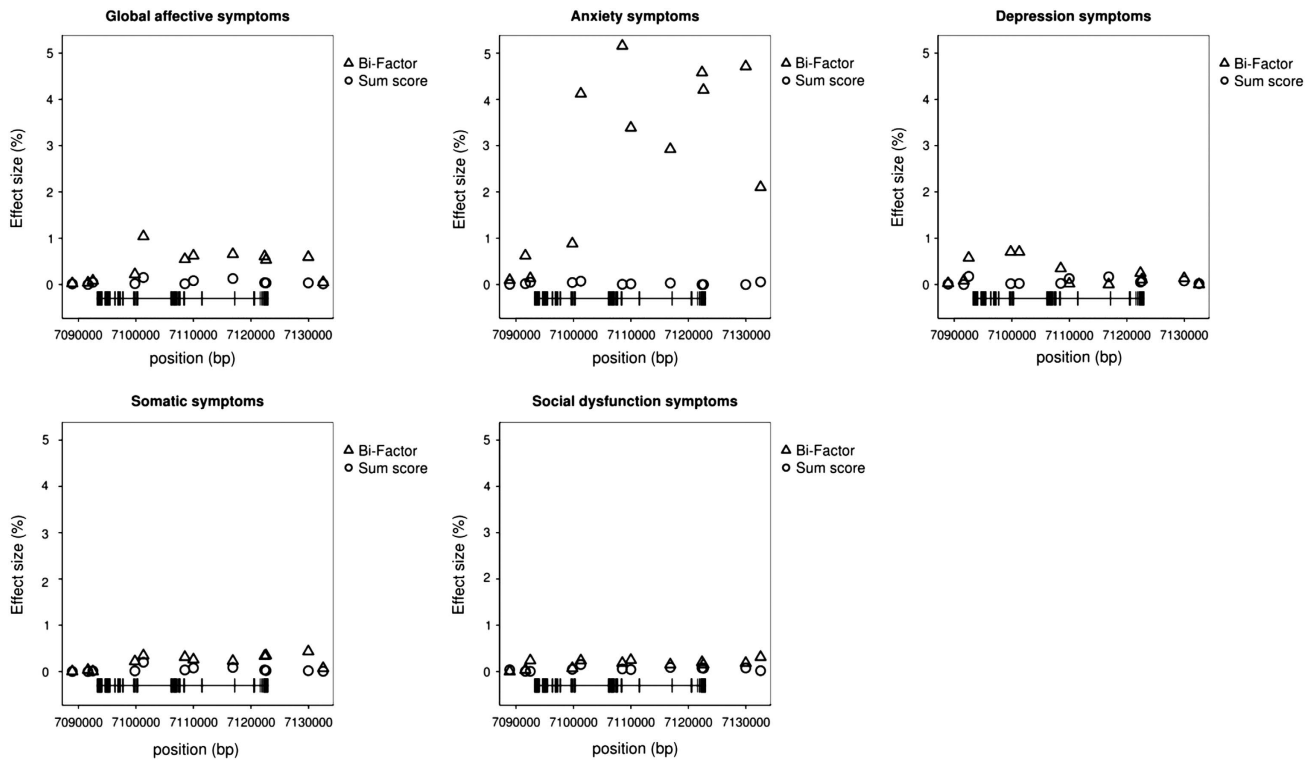 Global affective symptoms
Effect size (%)
5
4
3
2
1
0
7090000 7100000 7110000 7120000 7130000
position (bp)
Bi-Factor
Sum score
Anxiety symptoms
Effect size (%)
5
4
3
2
1
0
7090000 7100000 7110000 7120000 7130000
position (bp)
Bi-Factor
Sum score
Depression symptoms
Effect size (%)
5
4
3
2
1
0
7090000 7100000 7110000 7120000 7130000
position (bp)
Bi-Factor
Sum score
Somatic symptoms
Effect size (%)
5
4
3
2
1
0
7090000 7100000 7110000 7120000 7130000
position (bp)
Bi-Factor
Sum score
Social dysfunction symptoms
Effect size (%)
5
4
3
2
1
0
7090000 7100000 7110000 7120000 7130000
position (bp)
Bi-Factor
Sum score